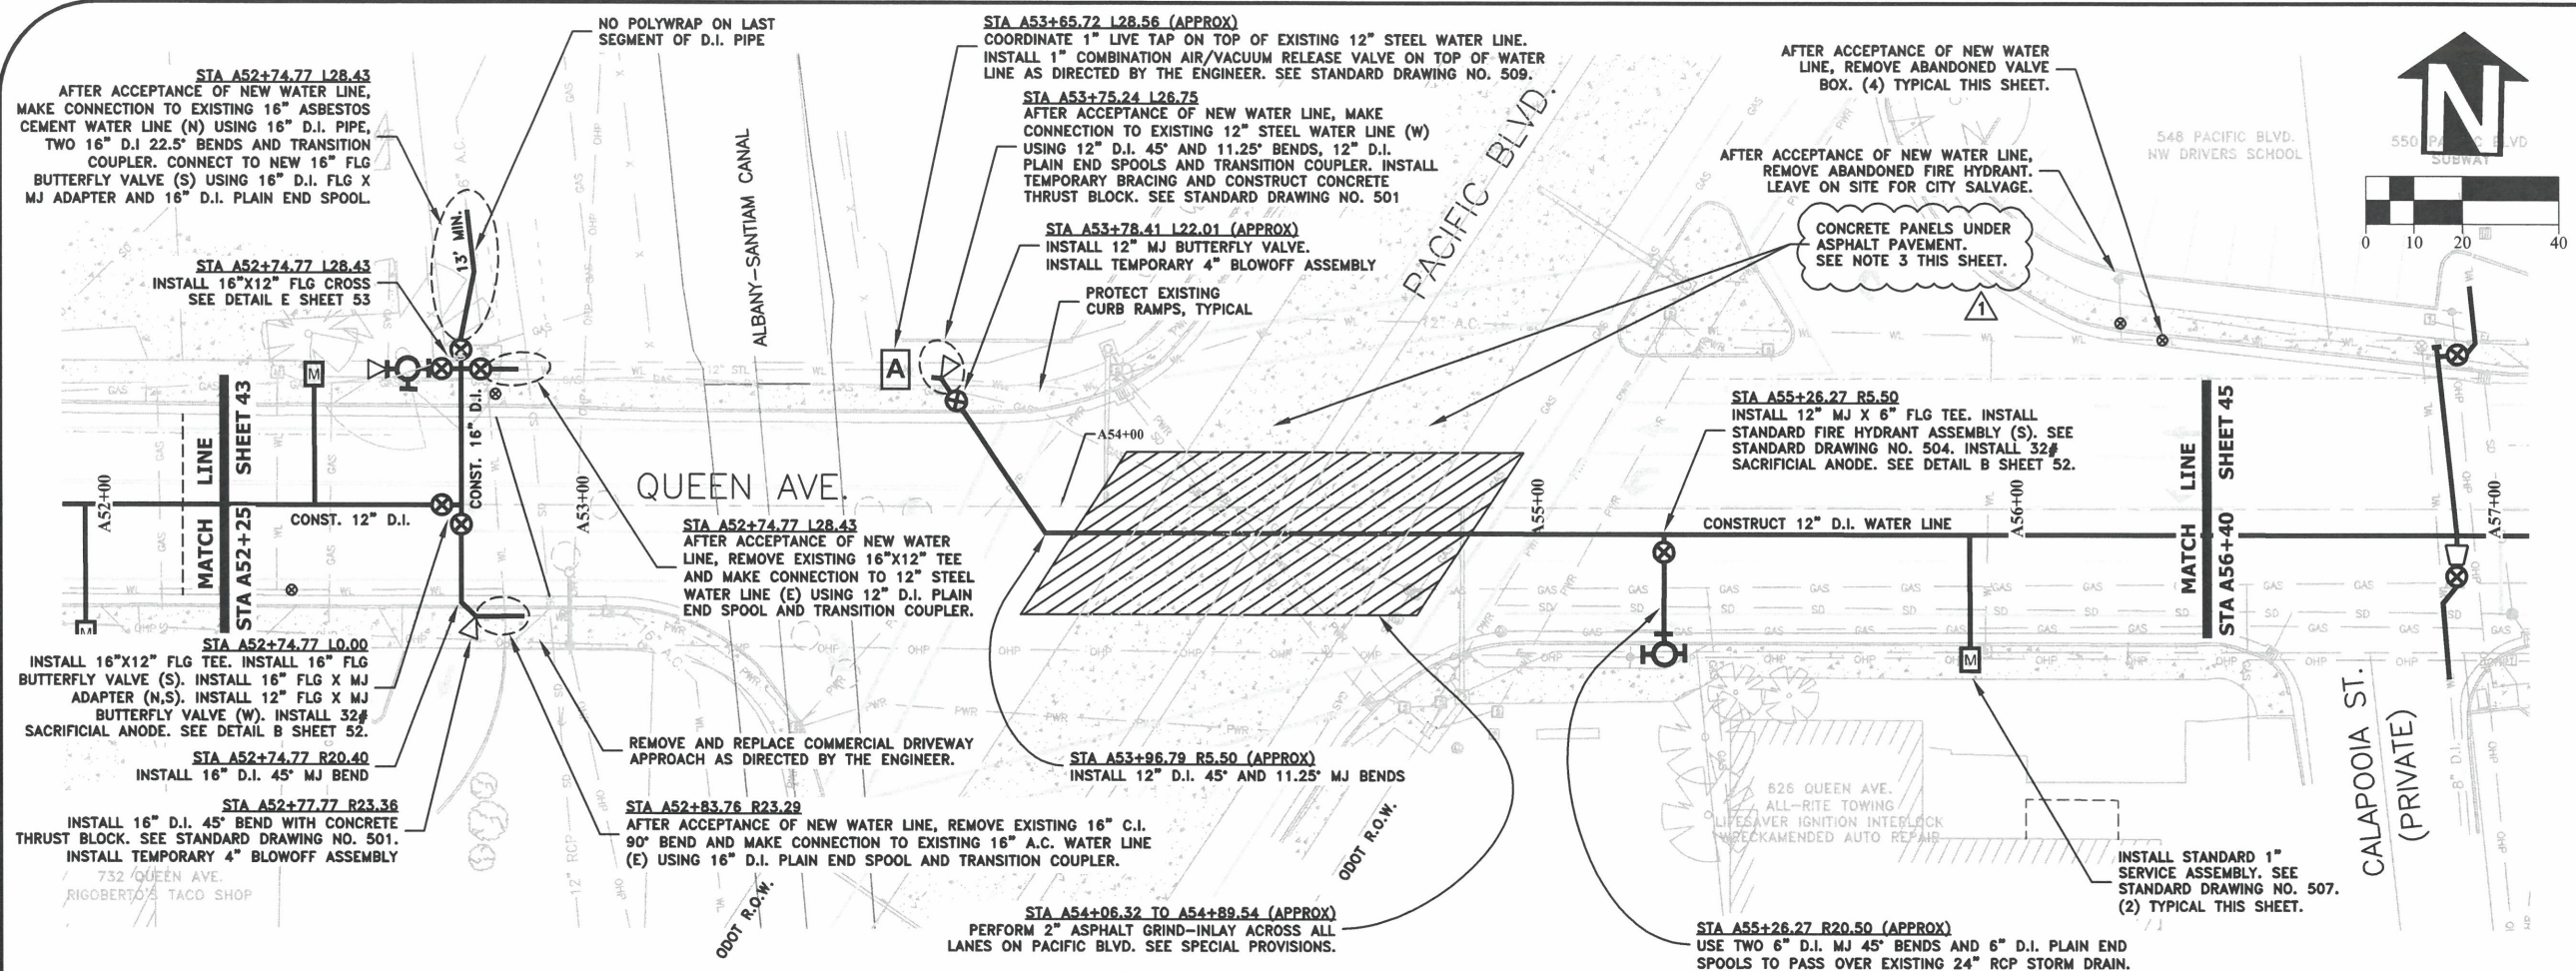 NO POLYWRAP ON LAST
SEGMENT OF D.I. PIPE
STA A53+65.72 L28.56 (APPROX)
COORDINATE 1" LIVE TAP ON TOP OF EXISTING 12" STEEL WATER LINE.
INSTALL 1" COMBINATION AIR/VACUUM RELEASE VALVE ON TOP OF WATER
LINE AS DIRECTED BY THE ENGINEER. SEE STANDARD DRAWING NO. 509.
AFTER ACCEPTANCE OF NEW WATER
LINE, REMOVE ABANDONED VALVE
BOX. (4) TYPICAL THIS SHEET.
N
0 10 20 40
STA A52+74.77 L28.43
AFTER ACCEPTANCE OF NEW WATER LINE,
MAKE CONNECTION TO EXISTING 16" ASBESTOS
CEMENT WATER LINE (N) USING 16" D.I. PIPE,
TWO 16" D.I 22.5° BENDS AND TRANSITION
COUPLER. CONNECT TO NEW 16" FLG
BUTTERFLY VALVE (S) USING 16" D.I. FLG X
MJ ADAPTER AND 16" D.I. PLAIN END SPOOL.
STA A53+75.24 L26.75
AFTER ACCEPTANCE OF NEW WATER LINE, MAKE
CONNECTION TO EXISTING 12" STEEL WATER LINE (W)
USING 12" D.I. 45° AND 11.25° BENDS, 12" D.I.
PLAIN END SPOOLS AND TRANSITION COUPLER. INSTALL
TEMPORARY BRACING AND CONSTRUCT CONCRETE
THRUST BLOCK. SEE STANDARD DRAWING NO. 501
548 PACIFIC BLVD.
NW DRIVERS SCHOOL
550 PACIFIC BLVD
SUBWAY
AFTER ACCEPTANCE OF NEW WATER LINE,
REMOVE ABANDONED FIRE HYDRANT.
LEAVE ON SITE FOR CITY SALVAGE.
CONCRETE PANELS UNDER
ASPHALT PAVEMENT.
SEE NOTE 3 THIS SHEET.
1
STA A53+78.41 L22.01 (APPROX)
INSTALL 12" MJ BUTTERFLY VALVE.
INSTALL TEMPORARY 4" BLOWOFF ASSEMBLY
PROTECT EXISTING
CURB RAMPS, TYPICAL
ALBANY-SANTIAM CANAL
PACIFIC BLVD.
13' MIN.
STA A52+74.77 L28.43
INSTALL 16"X12" FLG CROSS
SEE DETAIL E SHEET 53
A
M
12" STL
12" A.C.
A54+00
STA A55+26.27 R5.50
INSTALL 12" MJ X 6" FLG TEE. INSTALL
STANDARD FIRE HYDRANT ASSEMBLY (S). SEE
STANDARD DRAWING NO. 504. INSTALL 32#
SACRIFICIAL ANODE. SEE DETAIL B SHEET 52.
MATCH LINE
STA A52+25 SHEET 43
CONST. 16" D.I.
CONST. 12" D.I.
A52+00
A53+00
QUEEN AVE.
A55+00
CONSTRUCT 12" D.I. WATER LINE
A56+00
MATCH LINE
STA A56+40 SHEET 45
A57+00
STA A52+74.77 L28.43
AFTER ACCEPTANCE OF NEW WATER
LINE, REMOVE EXISTING 16"X12" TEE
AND MAKE CONNECTION TO 12" STEEL
WATER LINE (E) USING 12" D.I. PLAIN
END SPOOL AND TRANSITION COUPLER.
M
M
STA A52+74.77 L0.00
INSTALL 16"X12" FLG TEE. INSTALL 16" FLG
BUTTERFLY VALVE (S). INSTALL 16" FLG X MJ
ADAPTER (N,S). INSTALL 12" FLG X MJ
BUTTERFLY VALVE (W). INSTALL 32#
SACRIFICIAL ANODE. SEE DETAIL B SHEET 52.
STA A52+74.77 R20.40
INSTALL 16" D.I. 45° MJ BEND
STA A52+77.77 R23.36
INSTALL 16" D.I. 45° BEND WITH CONCRETE
THRUST BLOCK. SEE STANDARD DRAWING NO. 501.
INSTALL TEMPORARY 4" BLOWOFF ASSEMBLY
732 QUEEN AVE.
RIGOBERTO'S TACO SHOP
REMOVE AND REPLACE COMMERCIAL DRIVEWAY
APPROACH AS DIRECTED BY THE ENGINEER.
STA A52+83.76 R23.29
AFTER ACCEPTANCE OF NEW WATER LINE, REMOVE EXISTING 16" C.I.
90° BEND AND MAKE CONNECTION TO EXISTING 16" A.C. WATER LINE
(E) USING 16" D.I. PLAIN END SPOOL AND TRANSITION COUPLER.
12" RCP
ODOT R.O.W.
STA A53+96.79 R5.50 (APPROX)
INSTALL 12" D.I. 45° AND 11.25° MJ BENDS
ODOT R.O.W.
STA A54+06.32 TO A54+89.54 (APPROX)
PERFORM 2" ASPHALT GRIND-INLAY ACROSS ALL
LANES ON PACIFIC BLVD. SEE SPECIAL PROVISIONS.
626 QUEEN AVE.
ALL-RITE TOWING
LIFESAVER IGNITION INTERLOCK
WRECKAMENDED AUTO REPAIR
CALAPOOIA ST.
(PRIVATE)
8" D.I.
INSTALL STANDARD 1"
SERVICE ASSEMBLY. SEE
STANDARD DRAWING NO. 507.
(2) TYPICAL THIS SHEET.
STA A55+26.27 R20.50 (APPROX)
USE TWO 6" D.I. MJ 45° BENDS AND 6" D.I. PLAIN END
SPOOLS TO PASS OVER EXISTING 24" RCP STORM DRAIN.